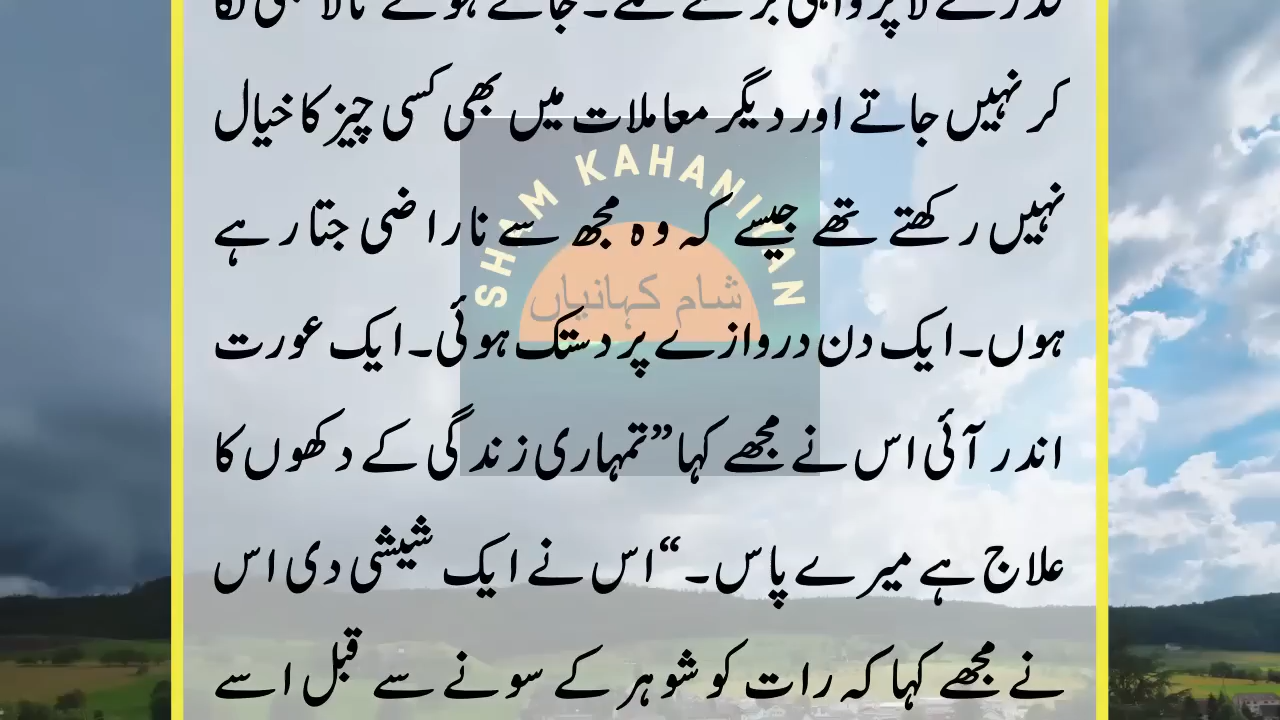 کر نہیں جاتے اور دیگر معاملات میں بھی کسی چیز کا خیال
نہیں رکھتے تھے جیسے کہ وہ مجھ سے ناراضی جتا رہے
ہوں۔ ایک دن دروازے پر دستک ہوئی۔ ایک عورت
اندر آئی اس نے مجھے کہا ”تمہاری زندگی کے دکھوں کا
علاج ہے میرے پاس۔“ اس نے ایک شیشی دی اس
نے مجھے کہا کہ رات کو شوہر کے سونے سے قبل اسے
SHAM KAHANIYAN
شام کہانیاں